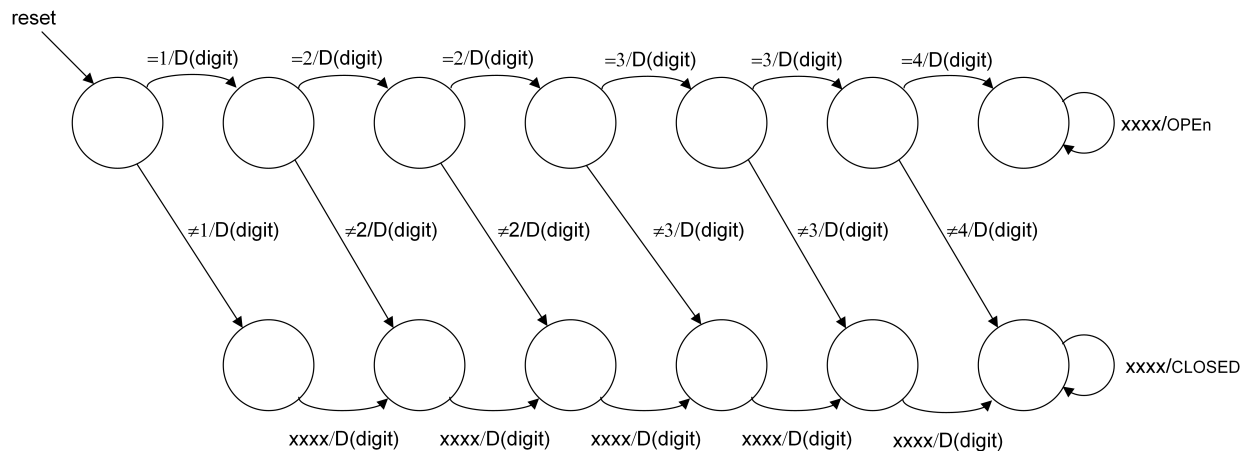 reset
=1/D(digit)
=2/D(digit)
=2/D(digit)
=3/D(digit)
=3/D(digit)
=4/D(digit)
xxxx/OPEn
≠1/D(digit)
≠2/D(digit)
≠2/D(digit)
≠3/D(digit)
≠3/D(digit)
≠4/D(digit)
xxxx/CLOSED
xxxx/D(digit)
xxxx/D(digit)
xxxx/D(digit)
xxxx/D(digit)
xxxx/D(digit)